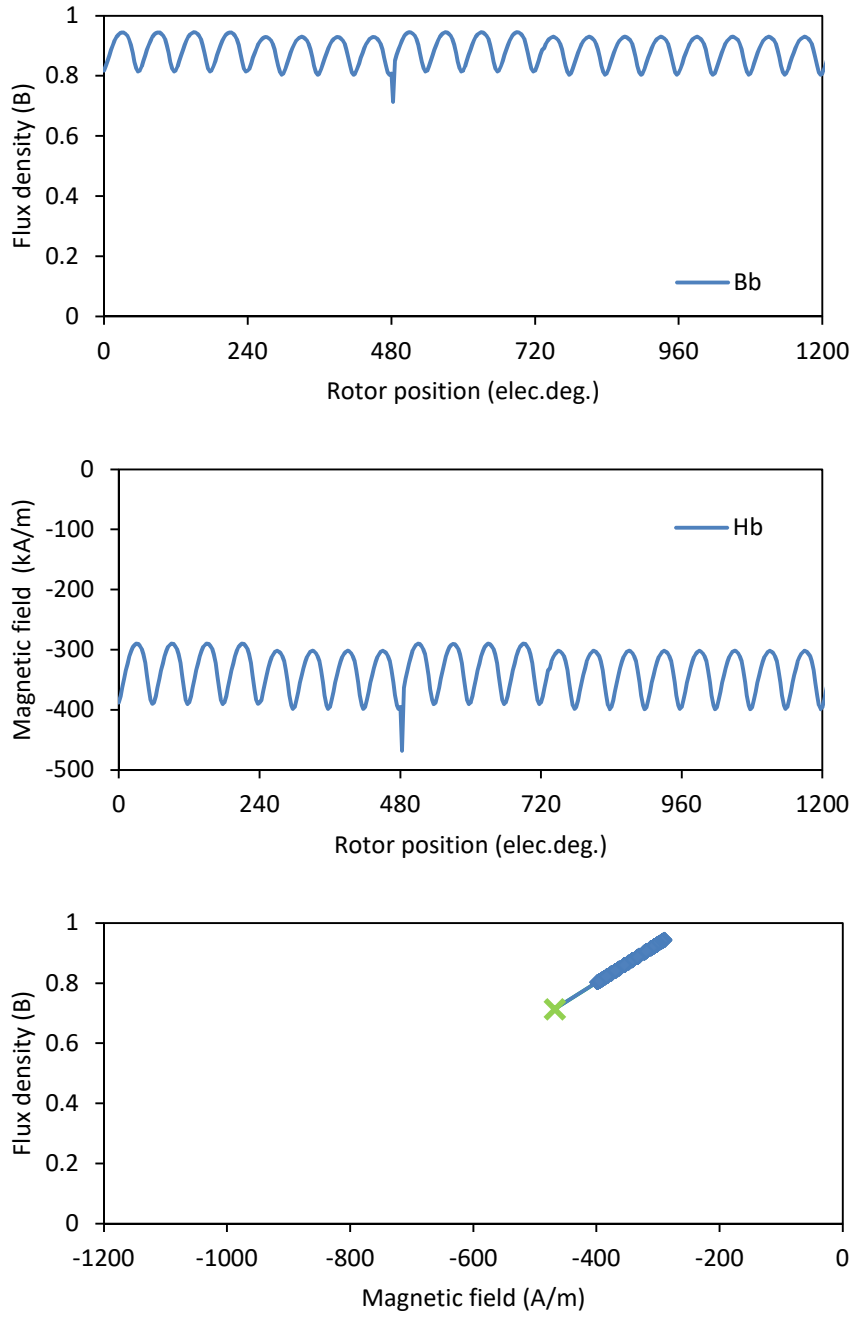 1
0.8
0.6
0.4
0.2
0
Flux density (B)
Bb
0 240 480 720 960 1200
Rotor position (elec.deg.)
0
-100
-200
-300
-400
-500
Magnetic field (kA/m)
Hb
0 240 480 720 960 1200
Rotor position (elec.deg.)
1
0.8
0.6
0.4
0.2
0
Flux density (B)
-1200 -1000 -800 -600 -400 -200 0
Magnetic field (A/m)